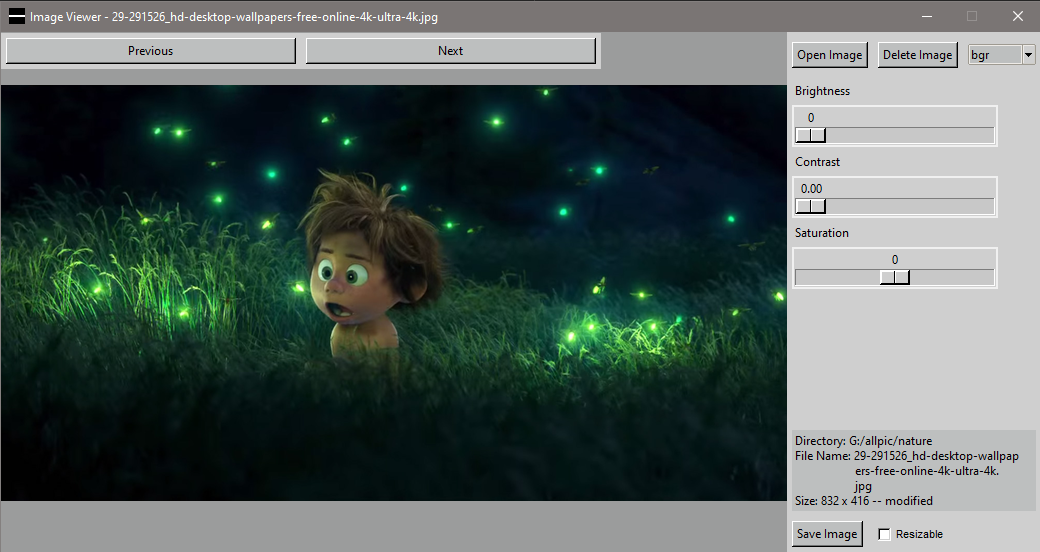 Image Viewer - 29-291526_hd-desktop-wallpapers-free-online-4k-ultra-4k.jpg
Previous Next Open Image Delete Image bgr
Brightness
0
Contrast
0.00
Saturation
0
Directory: G:/allpic/nature
File Name: 29-291526_hd-desktop-wallpap
ers-free-online-4k-ultra-4k.
jpg
Size: 832 x 416 -- modified
Save Image Resizable